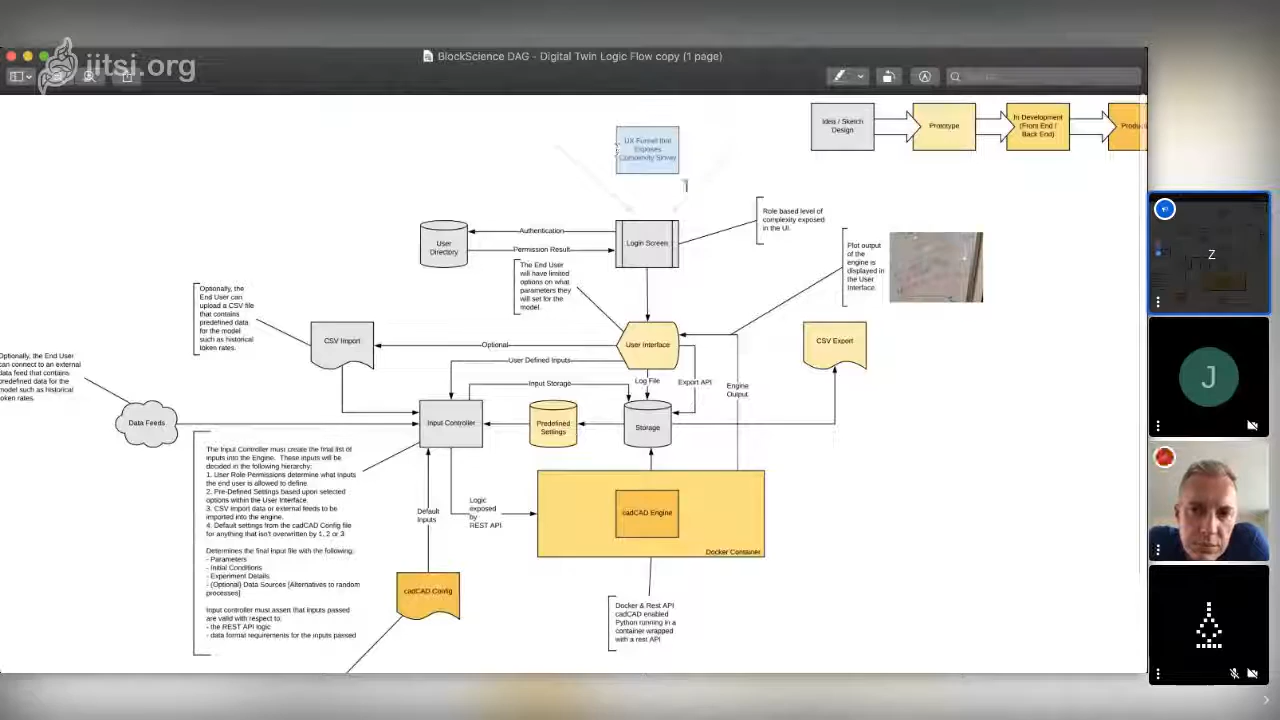 jitsi.org
BlockScience DAG - Digital Twin Logic Flow copy (1 page)
Idea / Sketch
Design
Prototype
In Development
(Front End /
Back End)
UX Funnel that
Exposes
Complexity Slower
Z
Role based level of
complexity exposed
in the UI.
User
Directory
Authentication
Permission Result
Login Screen
Plot output
of the
engine is
displayed in
the User
Interface.
The End User
will have limited
options on what
parameters they
will set for the
model.
Optionally, the
End User can
upload a CSV file
that contains
predefined data
for the model
such as historical
token rates.
CSV Import
Optional
User Interface
CSV Export
Optionally, the End User
can connect to an external
data feed that contains
predefined data for the
model such as historical
token rates.
User Defined Inputs
Input Storage
Log File
Export API
Engine
Output
J
Data Feeds
Input Controller
Predefined
Settings
Storage
The Input Controller must create the final list of
inputs into the Engine. These inputs will be
decided in the following hierarchy:
1. User Role Permissions determine what inputs
the end user is allowed to define.
2. Pre-Defined Settings based upon selected
options within the User Interface.
3. CSV Import data or external feeds to be
imported into the engine.
4. Default settings from the cadCAD Config file
for anything that isn't overwritten by 1, 2 or 3.
Determines the final input file with the following:
- Parameters
- Initial Conditions
- Experiment Details
- (Optional) Data Sources [Alternatives to random
processes]
Input controller must assert that inputs passed
are valid with respect to:
- the REST API logic
- data format requirements for the inputs passed
Default
Inputs
Logic
exposed
by
REST API
cadCAD Engine
Docker Container
cadCAD Config
Docker & Rest API
cadCAD enabled
Python running in a
container wrapped
with a rest API